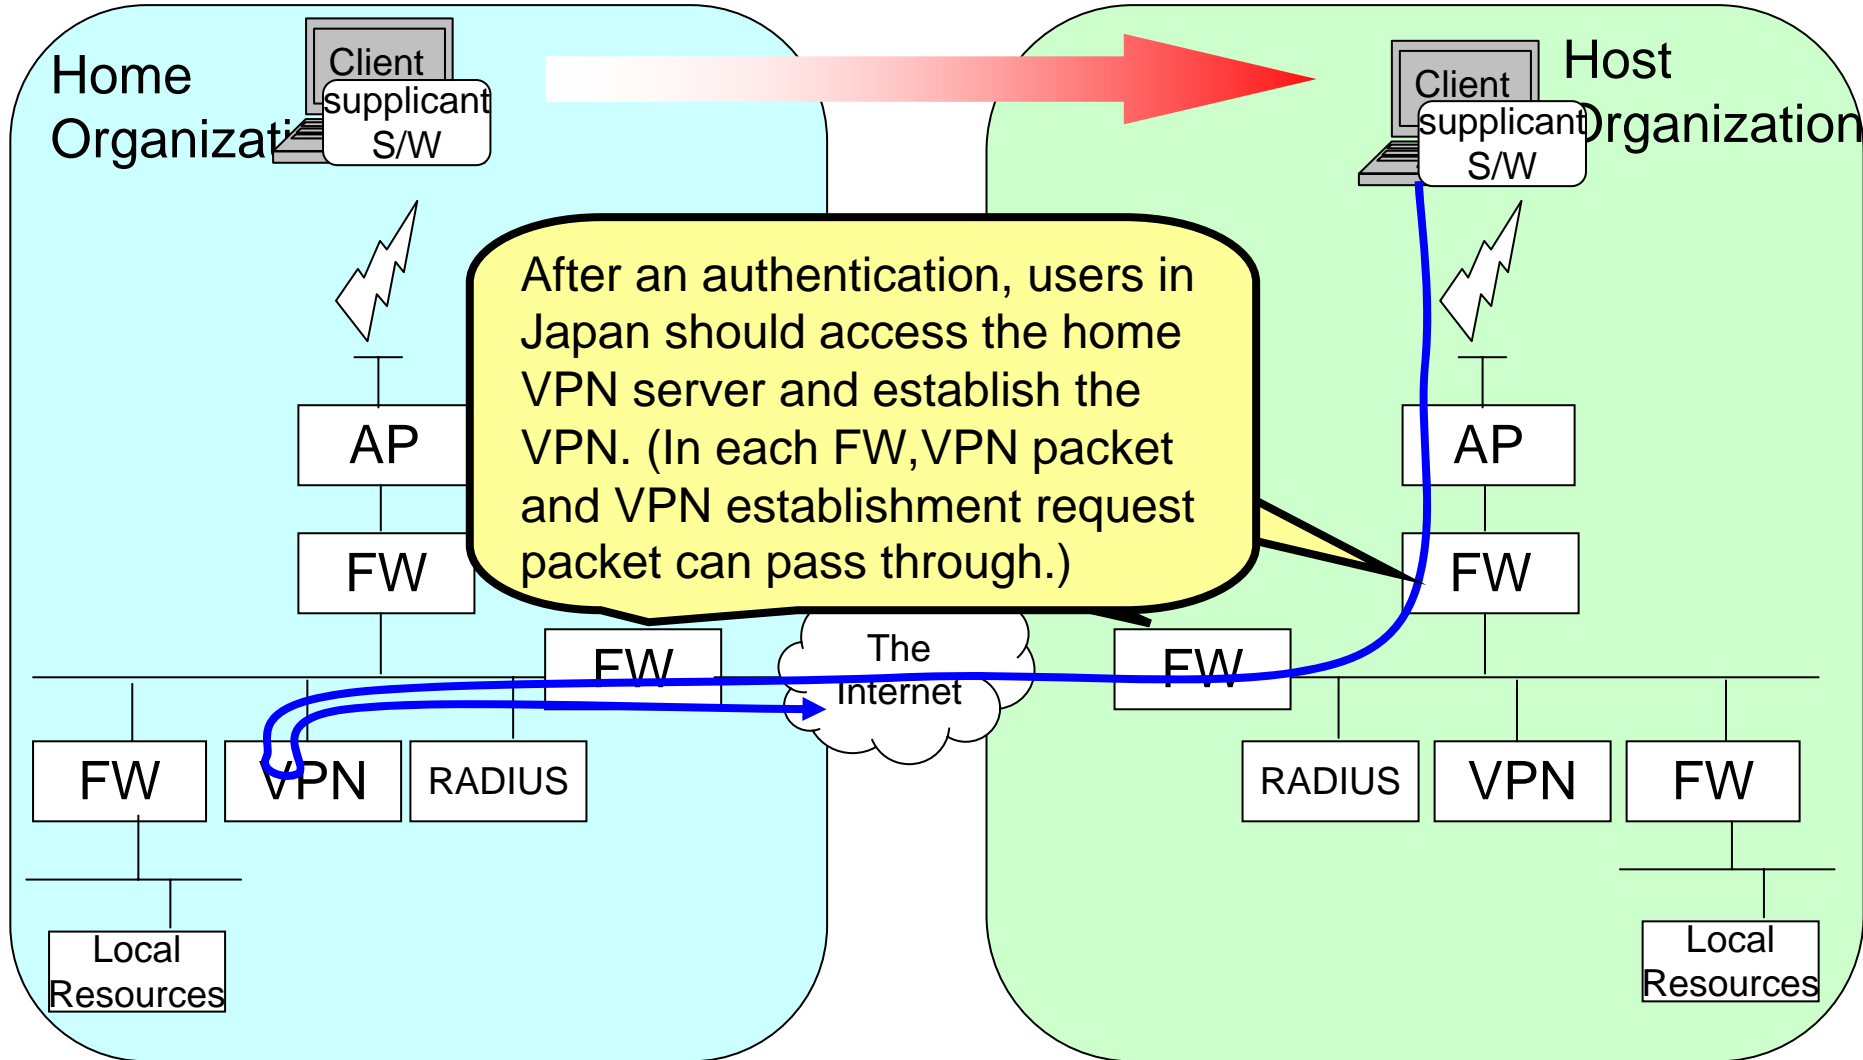 Home
Organizati
Client
supplicant
S/W
Host
Organization
Client
supplicant
S/W
After an authentication, users in
Japan should access the home
VPN server and establish the
VPN. (In each FW,VPN packet
and VPN establishment request
packet can pass through.)
AP
FW
FW
The
Internet
AP
FW
FW
FW
VPN
RADIUS
RADIUS
VPN
FW
Local
Resources
Local
Resources